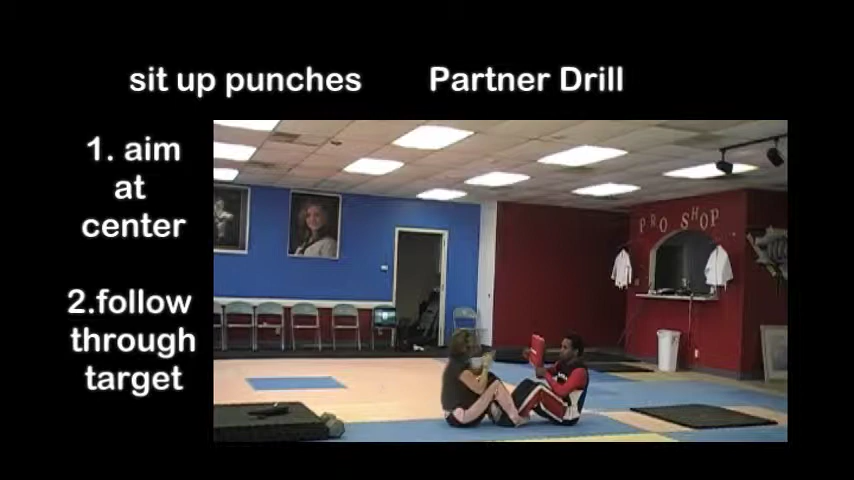 sit up punches Partner Drill
1. aim
at
center
2.follow
through
target
PRO SHOP